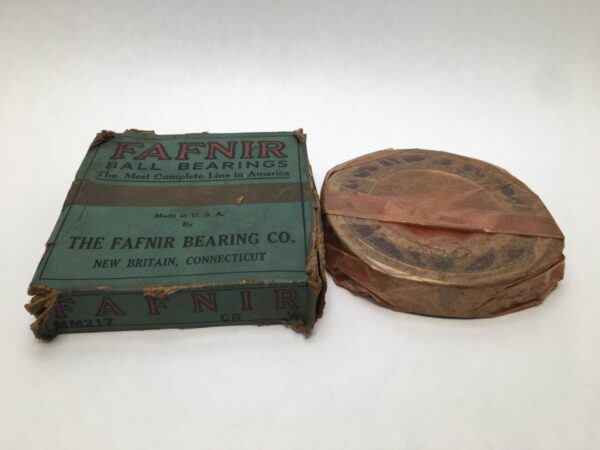 FAFNIR
BALL BEARINGS
The Most Complete Line in America
Made in U. S. A.
By
THE FAFNIR BEARING CO.
NEW BRITAIN, CONNECTICUT
FAFNIR
MM217 CR